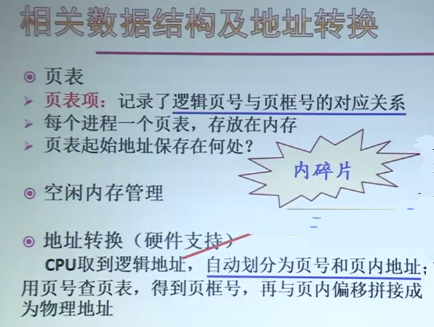 相关数据结构及地址转换
页表
页表项：记录了逻辑页号与页框号的对应关系
每个进程一个页表，存放在内存
页表起始地址保存在何处？
内碎片
空闲内存管理
地址转换（硬件支持）
CPU取到逻辑地址，自动划分为页号和页内地址；
用页号查页表，得到页框号，再与页内偏移拼接成
为物理地址